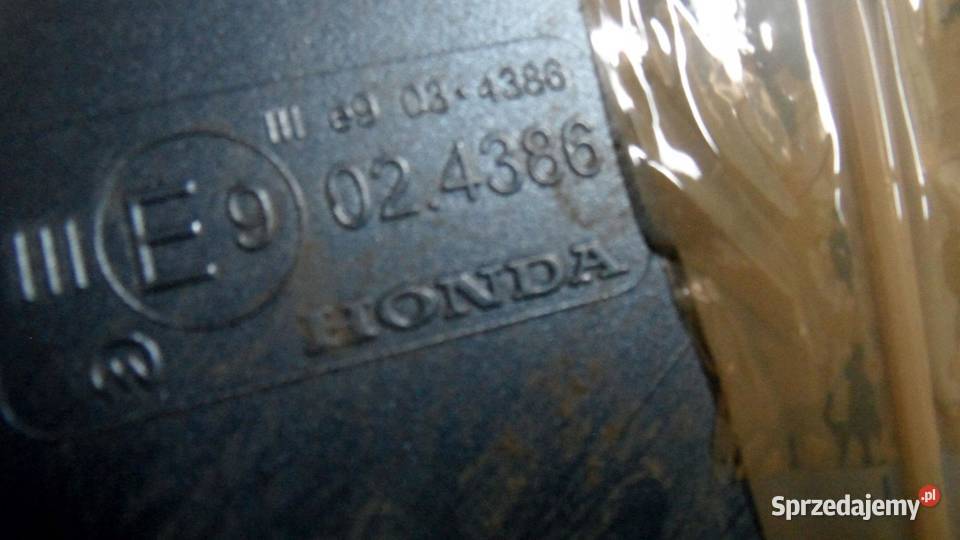 III e9 03*4386
III E9 02.4386
HONDA
Sprzedajemy.pl